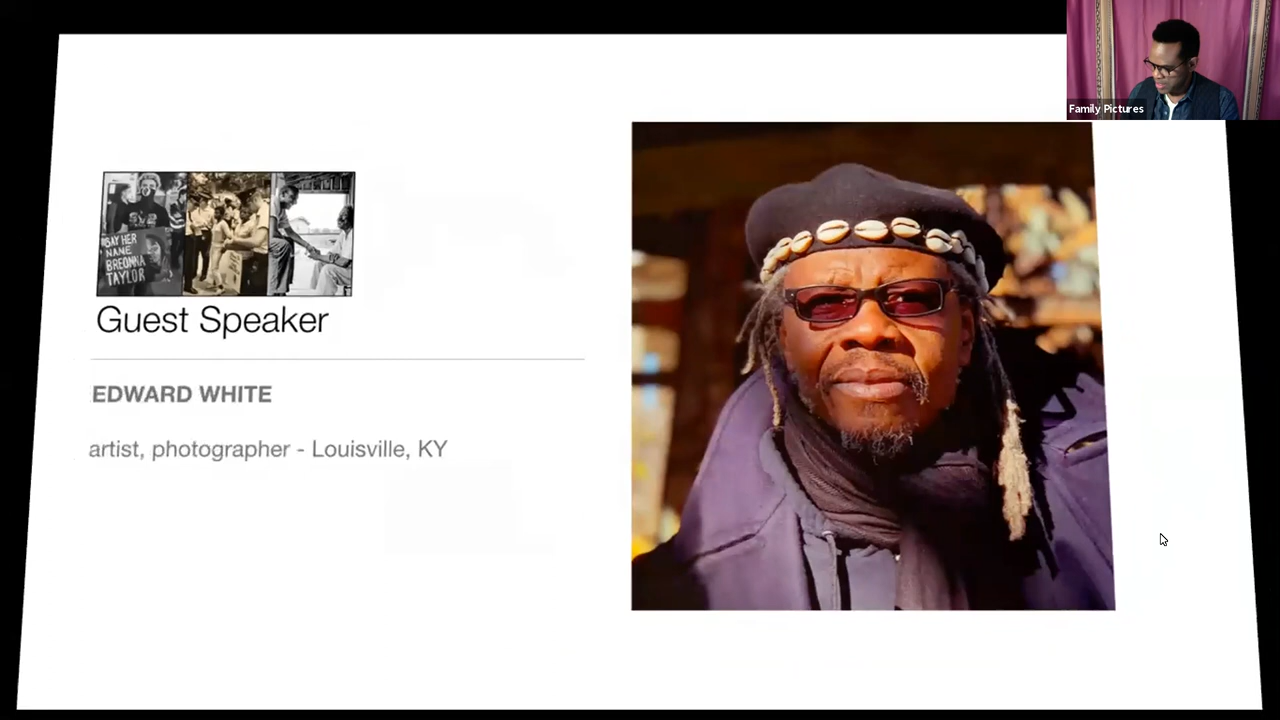 Family Pictures
SAY HER
NAME
BREONNA
TAYLOR
Guest Speaker
EDWARD WHITE
artist, photographer - Louisville, KY